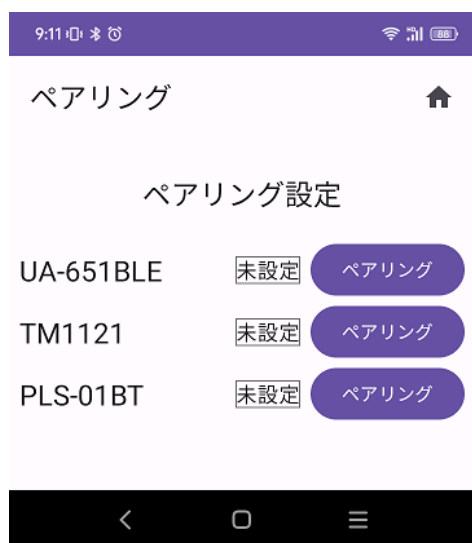 9:11 88
ペアリング
ペアリング設定
UA-651BLE 未設定 ペアリング
TM1121 未設定 ペアリング
PLS-01BT 未設定 ペアリング